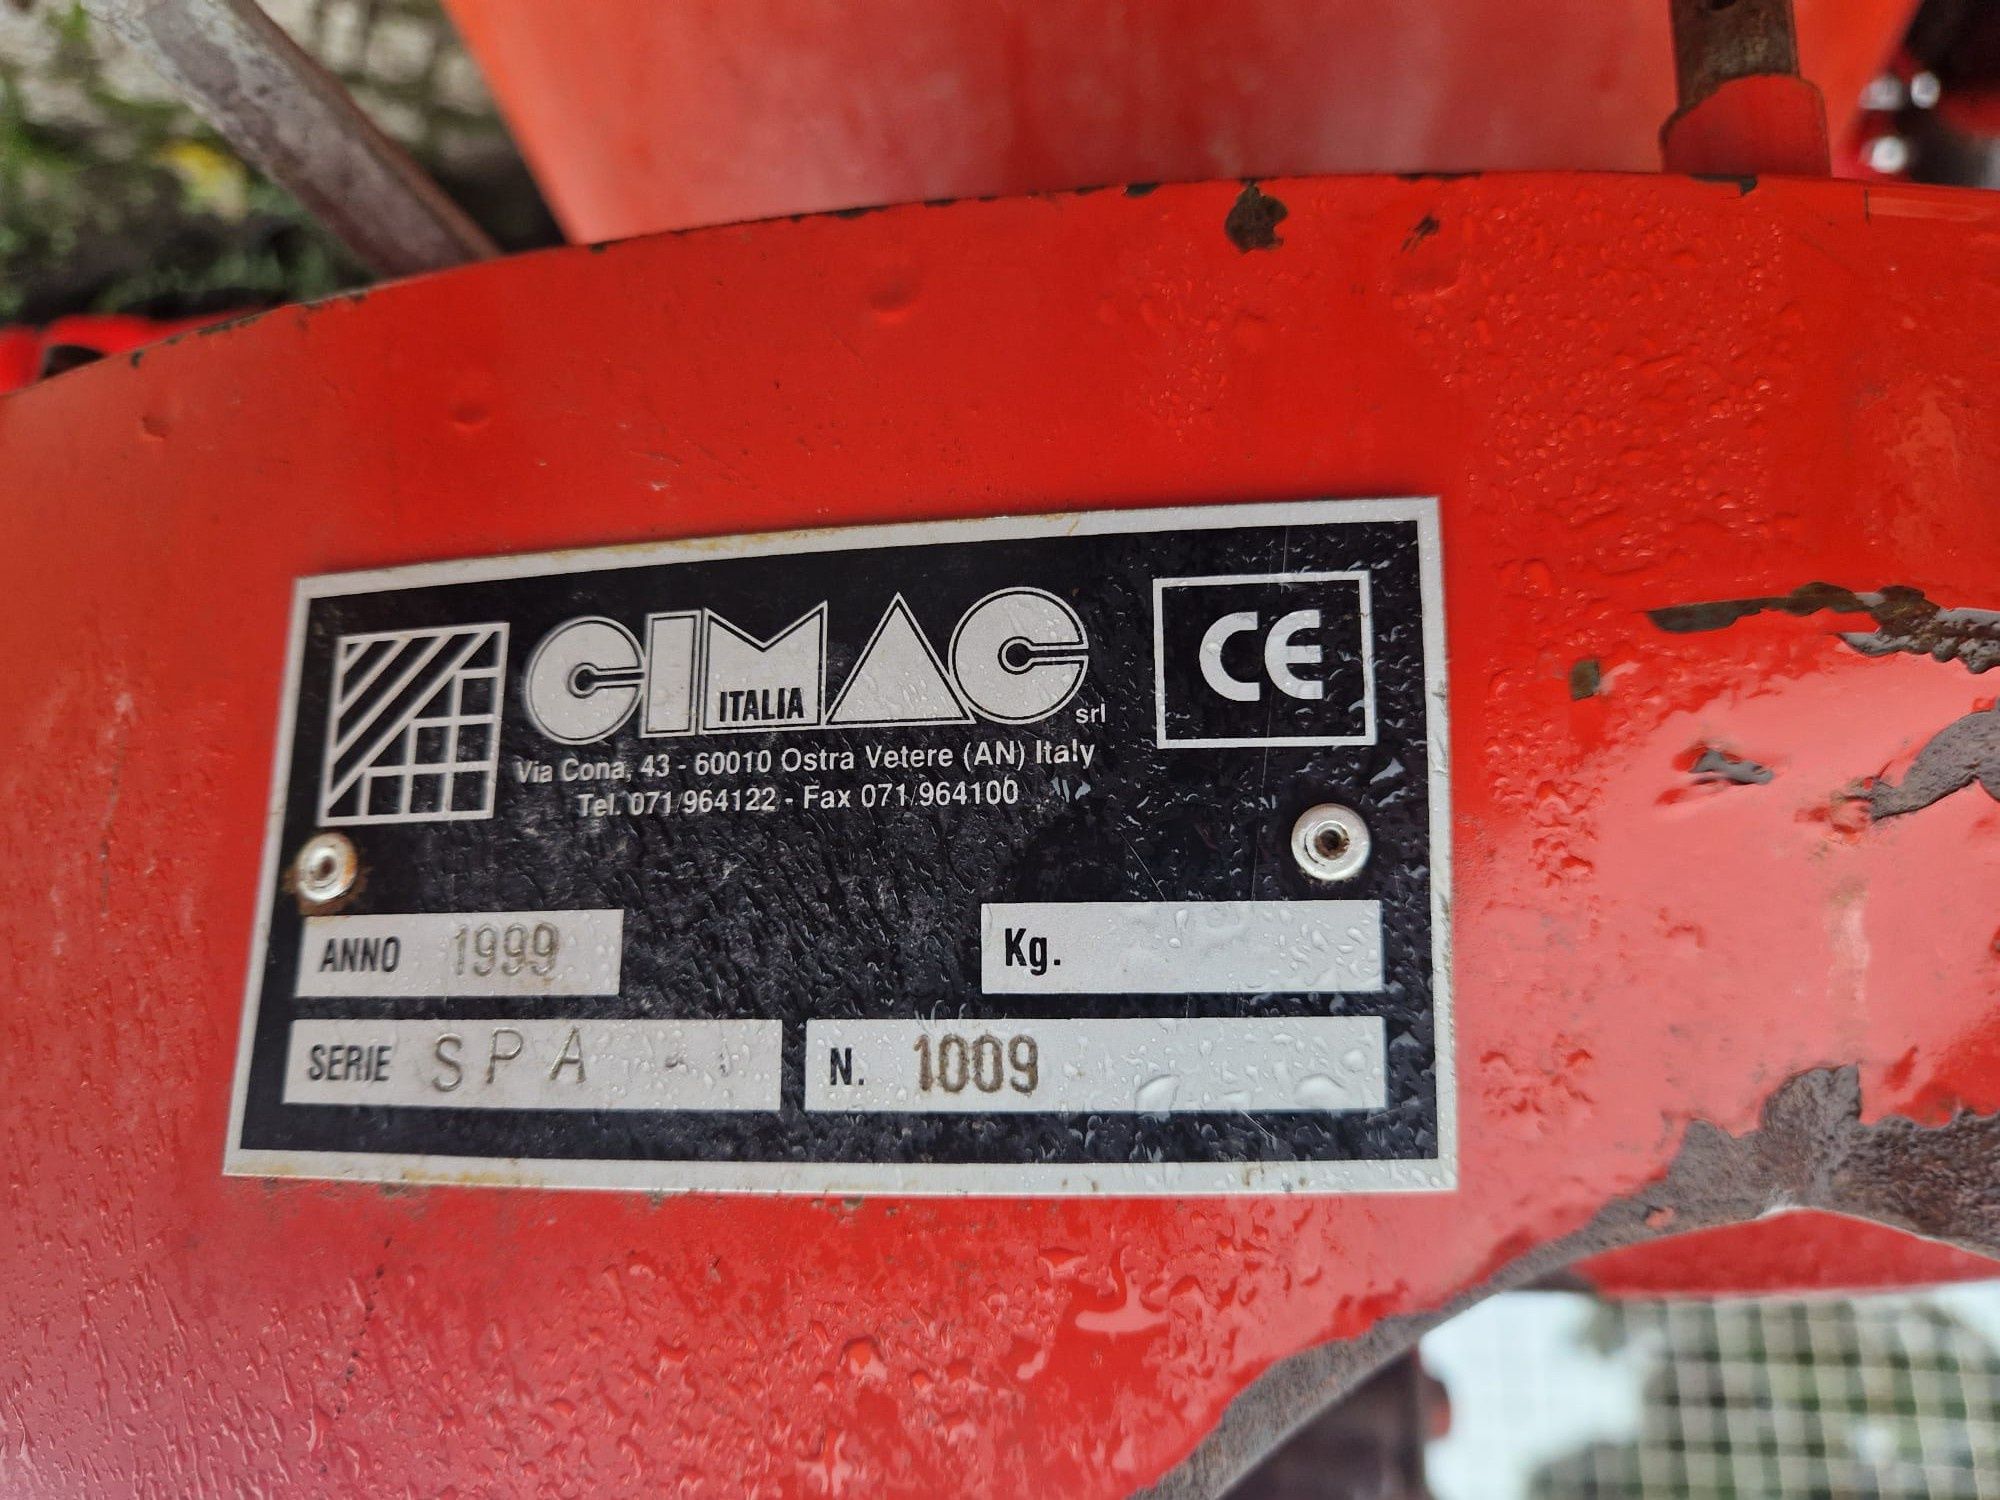 CIMAC
ITALIA
srl
CE
Via Cona, 43 - 60010 Ostra Vetere (AN) Italy
Tel. 071/964122 - Fax 071/964100
ANNO 1999
Kg.
SERIE SPA
N. 1009